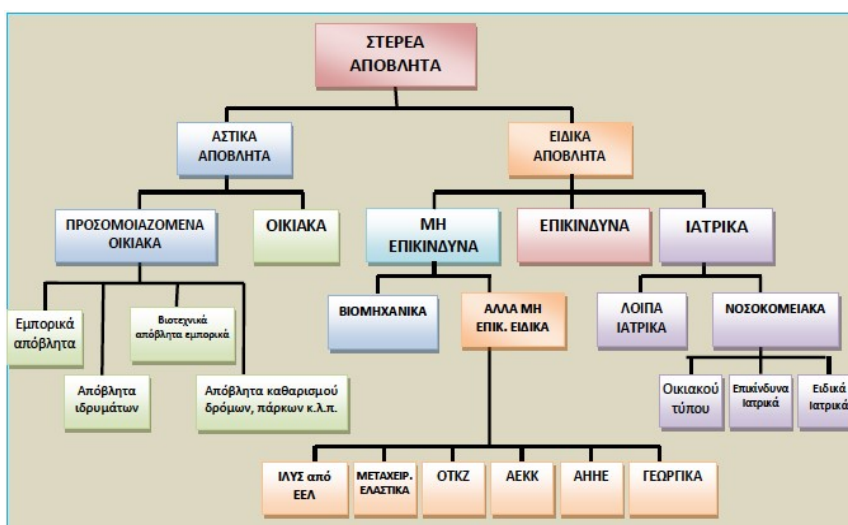 ΣΤΕΡΕΑ
ΑΠΟΒΛΗΤΑ
ΑΣΤΙΚΑ
ΑΠΟΒΛΗΤΑ
ΕΙΔΙΚΑ
ΑΠΟΒΛΗΤΑ
ΠΡΟΣΟΜΟΙΑΖΟΜΕΝΑ
ΟΙΚΙΑΚΑ
ΟΙΚΙΑΚΑ
ΜΗ
ΕΠΙΚΙΝΔΥΝΑ
ΕΠΙΚΙΝΔΥΝΑ
ΙΑΤΡΙΚΑ
Εμπορικά
απόβλητα
Βιοτεχνικά
απόβλητα εμπορικά
ΒΙΟΜΗΧΑΝΙΚΑ
ΑΛΛΑ ΜΗ
ΕΠΙΚ. ΕΙΔΙΚΑ
ΛΟΙΠΑ
ΙΑΤΡΙΚΑ
ΝΟΣΟΚΟΜΕΙΑΚΑ
Απόβλητα
ιδρυμάτων
Απόβλητα καθαρισμού
δρόμων, πάρκων κ.λ.π.
Οικιακού
τύπου
Επικάνδυνα
Ιατρικά
Ειδικά
Ιατρικά
ΙΛΥΣ από
ΕΕΛ
ΜΕΤΑΧΕΙΡ.
ΕΛΑΣΤΙΚΑ
ΟΤΚΖ
ΑΕΚΚ
ΑΗΗΕ
ΓΕΩΡΓΙΚΑ